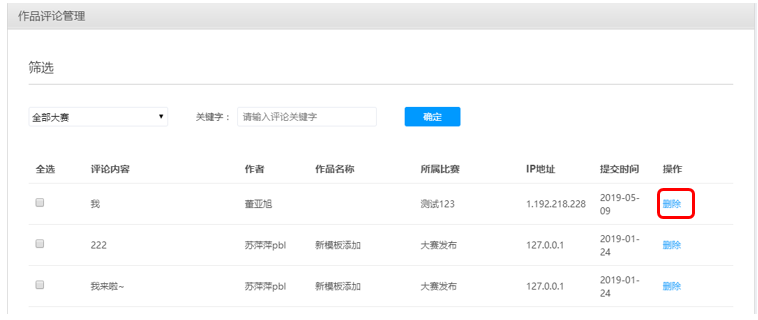 作品评论管理
筛选
全部大赛 关键字： 请输入评论关键字 确定
全选 评论内容 作者 作品名称 所属比赛 IP地址 提交时间 操作
我 董亚旭 测试123 1.192.218.228 2019-05-09 删除
222 苏萍萍pbl 新模板添加 大赛发布 127.0.0.1 2019-01-24 删除
我来啦~ 苏萍萍pbl 新模板添加 大赛发布 127.0.0.1 2019-01-24 删除